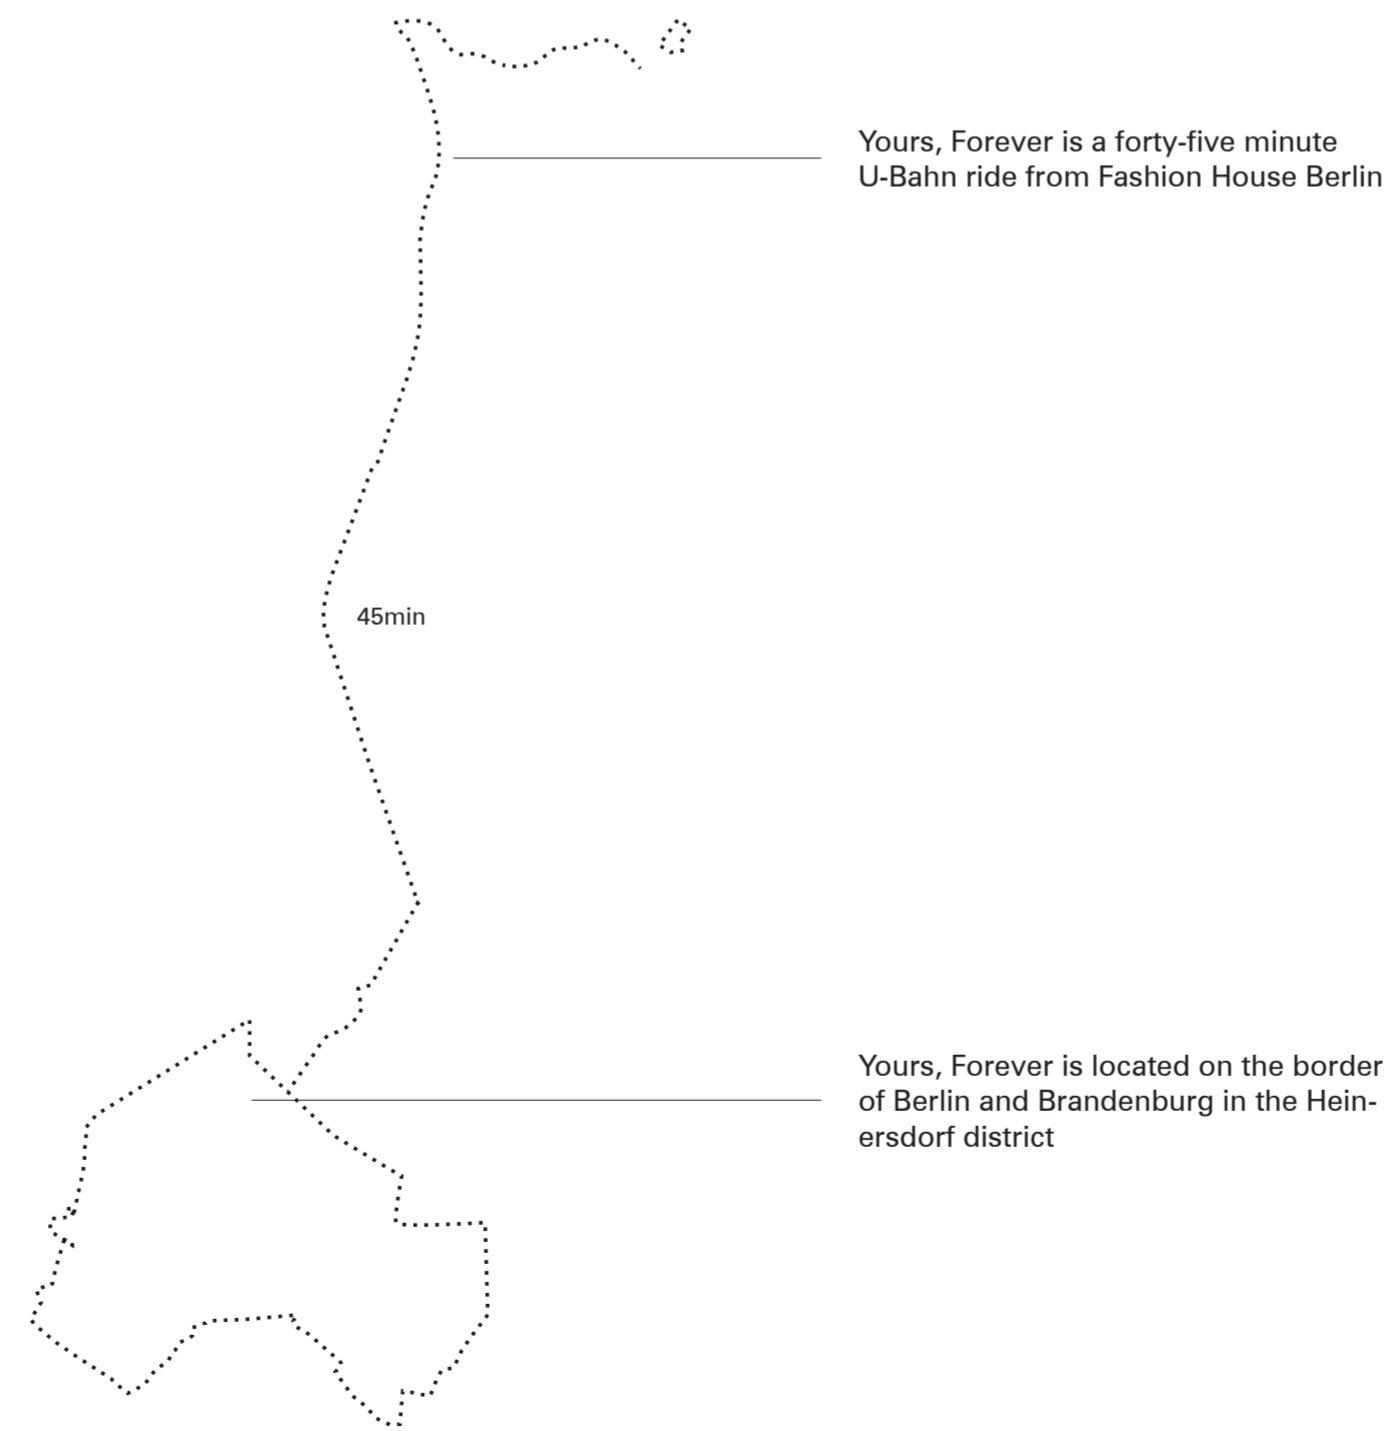 Yours, Forever is a forty-five minute
U-Bahn ride from Fashion House Berlin
45min
Yours, Forever is located on the border
of Berlin and Brandenburg in the Hein-
ersdorf district